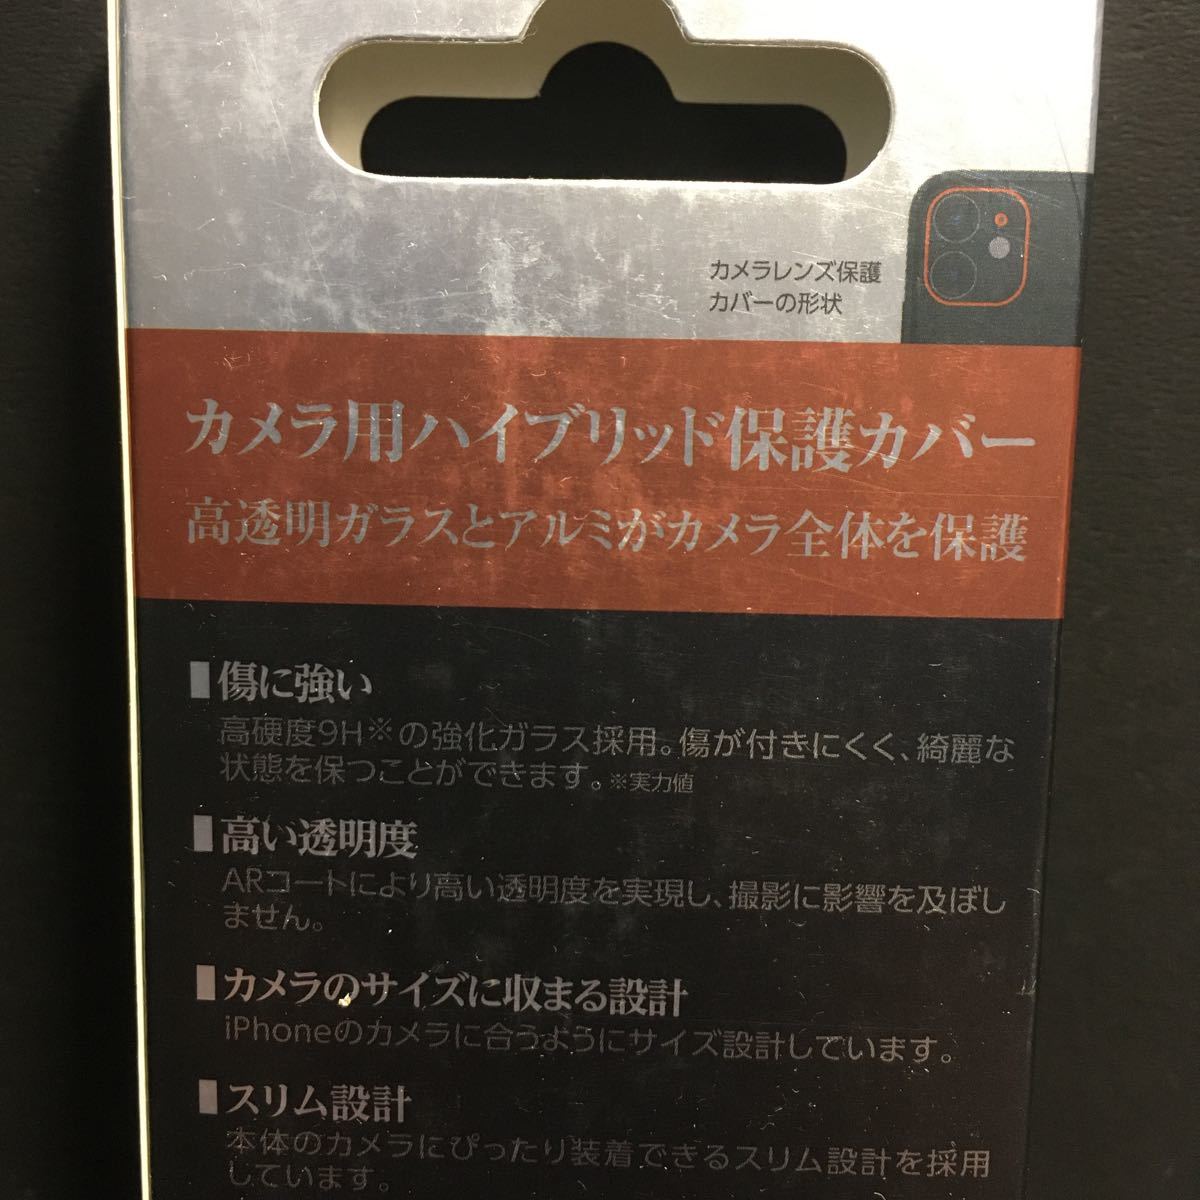 カメラレンズ保護
カバーの形状
カメラ用ハイブリッド保護カバー
高透明ガラスとアルミがカメラ全体を保護
傷に強い
高硬度9H※の強化ガラス採用。傷が付きにくく、綺麗な
状態を保つことができます。※実力値
高い透明度
ARコートにより高い透明度を実現し、撮影に影響を及ぼし
ません。
カメラのサイズに収まる設計
iPhoneのカメラに合うようにサイズ設計しています。
スリム設計
本体のカメラにぴったり装着できるスリム設計を採用
しています。